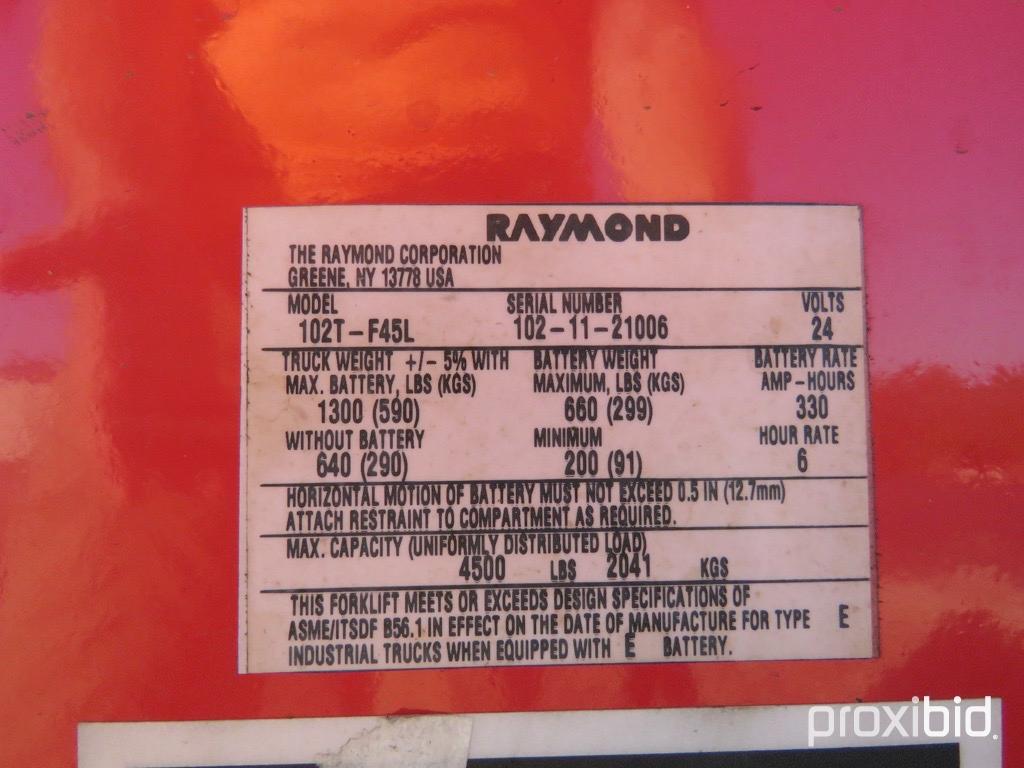 RAYMOND
THE RAYMOND CORPORATION
GREENE, NY 13778 USA
MODEL SERIAL NUMBER VOLTS
102T-F45L 102-11-21006 24
TRUCK WEIGHT +/- 5% WITH BATTERY WEIGHT BATTERY RATE
MAX. BATTERY, LBS (KGS) MAXIMUM, LBS (KGS) AMP-HOURS
1300 (590) 660 (299) 330
WITHOUT BATTERY MINIMUM HOUR RATE
640 (290) 200 (91) 6
HORIZONTAL MOTION OF BATTERY MUST NOT EXCEED 0.5 IN (12.7mm)
ATTACH RESTRAINT TO COMPARTMENT AS REQUIRED.
MAX. CAPACITY (UNIFORMLY DISTRIBUTED LOAD)
4500 LBS 2041 KGS
THIS FORKLIFT MEETS OR EXCEEDS DESIGN SPECIFICATIONS OF
ASME/ITSDF B56.1 IN EFFECT ON THE DATE OF MANUFACTURE FOR TYPE E
INDUSTRIAL TRUCKS WHEN EQUIPPED WITH E BATTERY.
proxibid